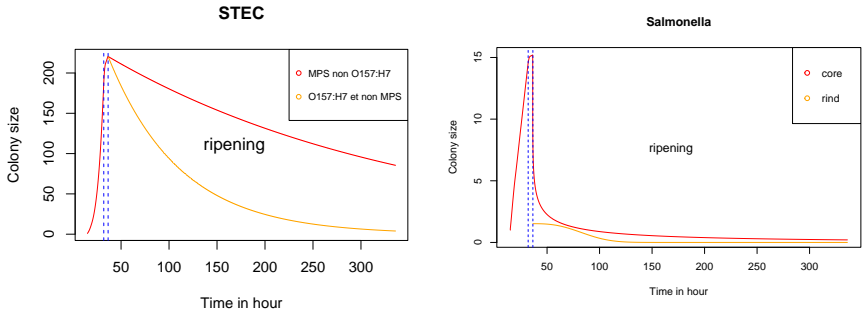 STEC
Colony size
200
150
100
50
0
MPS non O157:H7
O157:H7 et non MPS
ripening
50 100 150 200 250 300
Time in hour
Salmonella
Colony size
15
10
5
0
core
rind
ripening
50 100 150 200 250 300
Time in hour